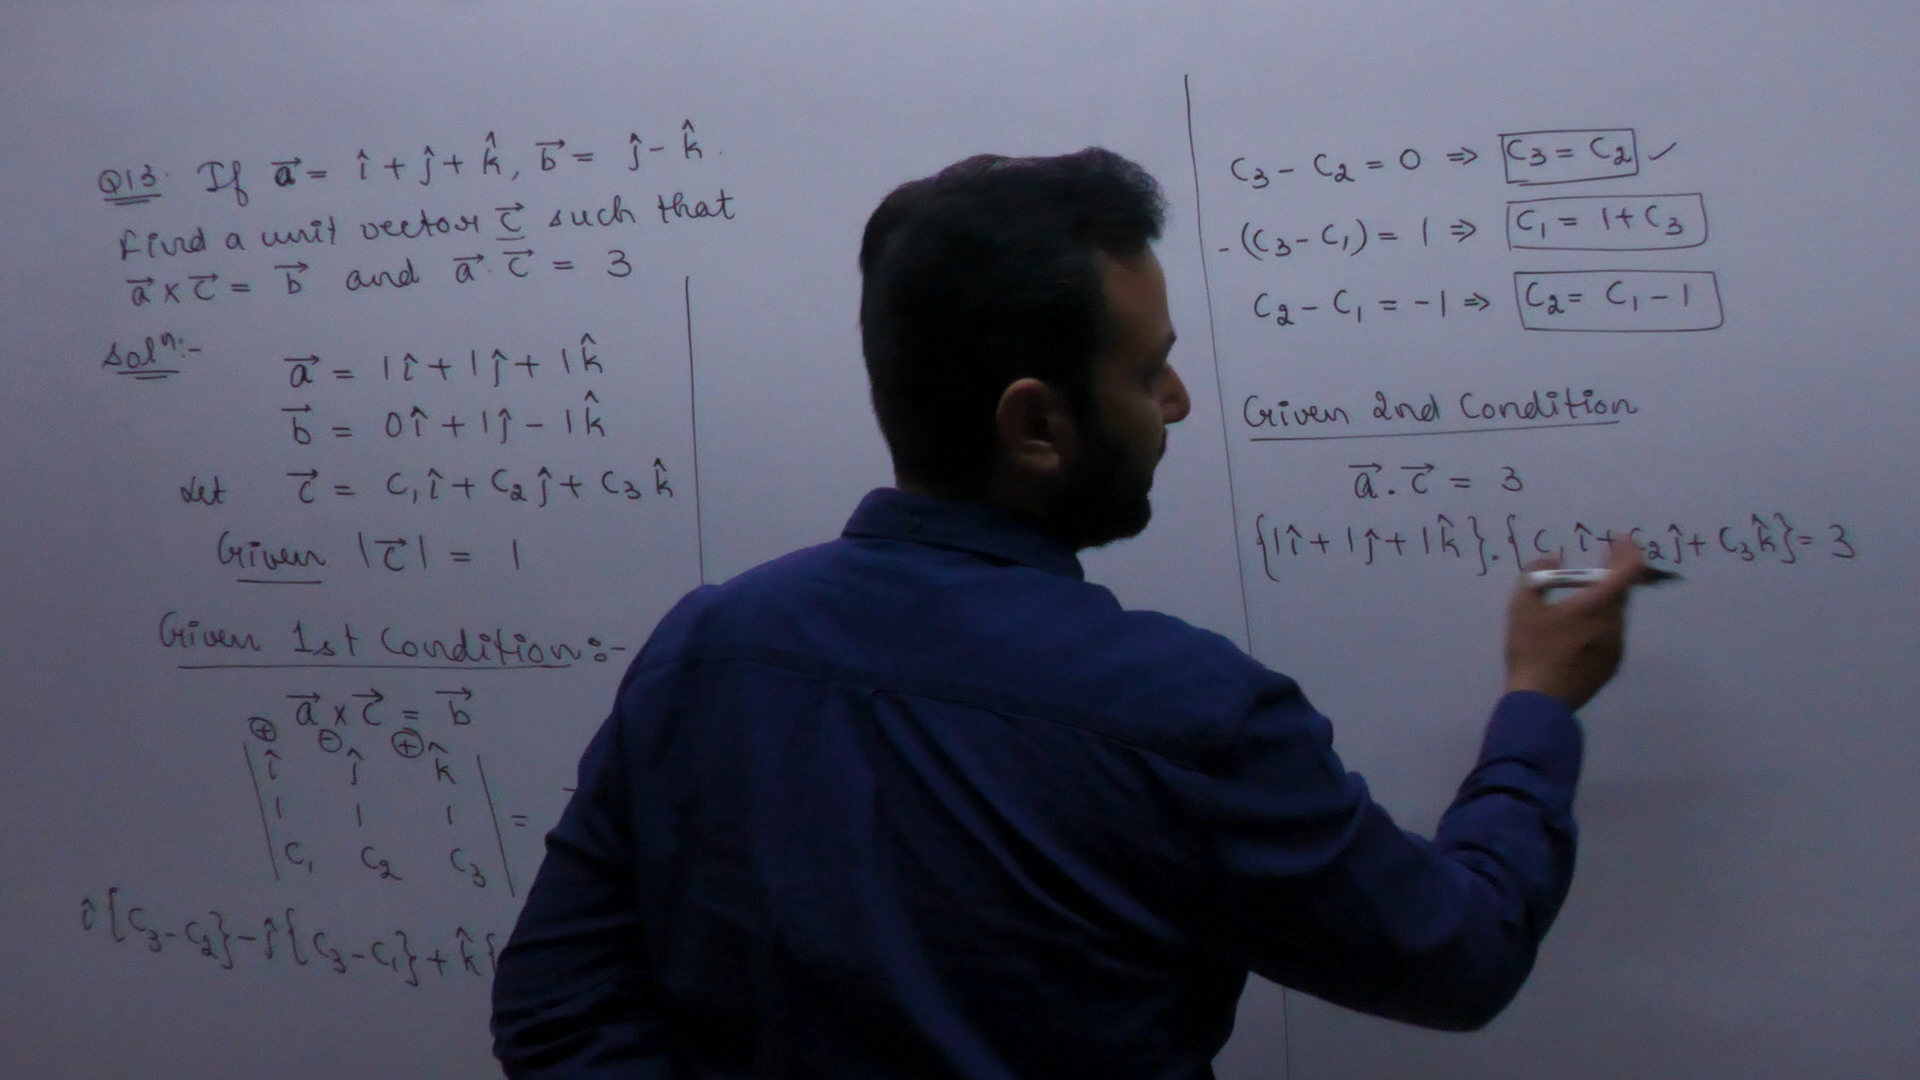 Q13. If a⃗ = î + ĵ + k̂, b⃗ = ĵ - k̂.
Find a unit vector c⃗ such that
a⃗ × c⃗ = b⃗ and a⃗ . c⃗ = 3
Solⁿ:-
a⃗ = 1î + 1ĵ + 1k̂
b⃗ = 0î + 1ĵ - 1k̂
Let c⃗ = c₁î + c₂ĵ + c₃k̂
Given |c⃗| = 1
Given 1st Condition:-
a⃗ × c⃗ = b⃗
⊕ ⊖ ⊕
| î ĵ k̂ |
| 1 1 1 | =
| c₁ c₂ c₃ |
î{c₃-c₂} - ĵ{c₃-c₁} + k̂{
c₃ - c₂ = 0 ⇒ c₃ = c₂ ✓
-(c₃ - c₁) = 1 ⇒ c₁ = 1 + c₃
c₂ - c₁ = -1 ⇒ c₂ = c₁ - 1
Given 2nd Condition
a⃗ . c⃗ = 3
{1î + 1ĵ + 1k̂}.{c₁î + c₂ĵ + c₃k̂} = 3